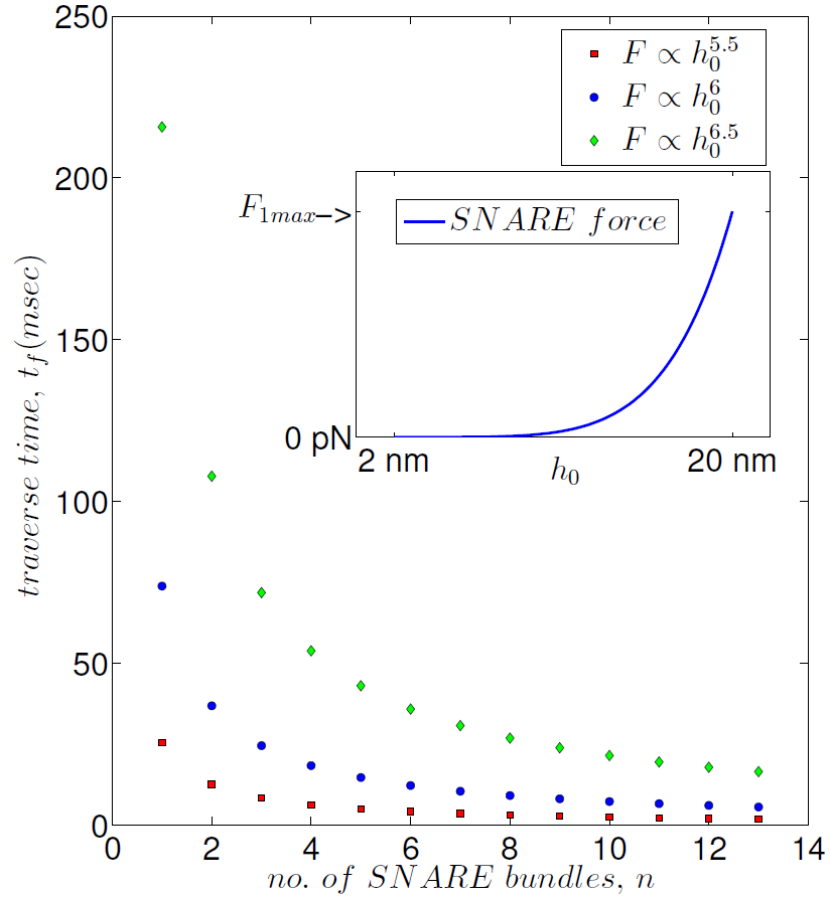 250
200
150
100
50
0
traverse time, t_f(msec)
F ∝ h_0^{5.5}
F ∝ h_0^{6}
F ∝ h_0^{6.5}
F_{1max}->
SNARE force
0 pN
2 nm
h_0
20 nm
0 2 4 6 8 10 12 14
no. of SNARE bundles, n